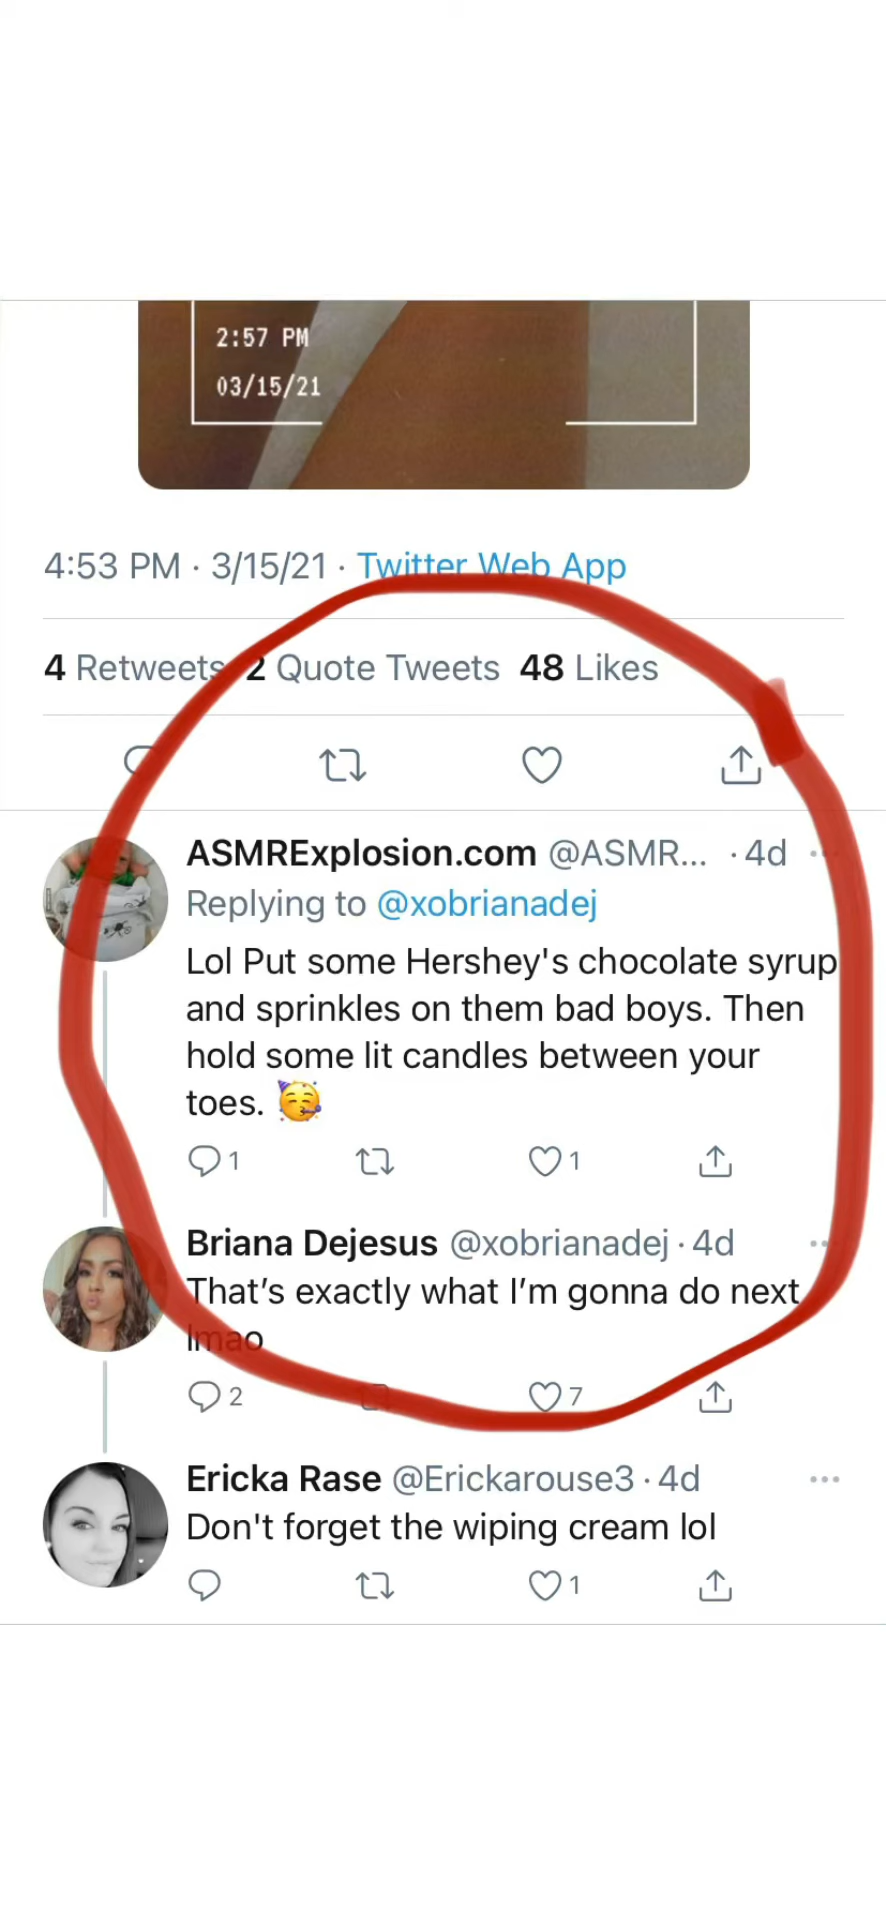 2:57 PM
03/15/21
4:53 PM · 3/15/21 · Twitter Web App
4 Retweets 2 Quote Tweets 48 Likes
ASMRExplosion.com @ASMR... · 4d
Replying to @xobrianadej
Lol Put some Hershey's chocolate syrup
and sprinkles on them bad boys. Then
hold some lit candles between your
toes. 🥳
1 1
Briana Dejesus @xobrianadej · 4d
That’s exactly what I’m gonna do next
lmao
2 7
Ericka Rase @Erickarouse3 · 4d
Don't forget the wiping cream lol
1